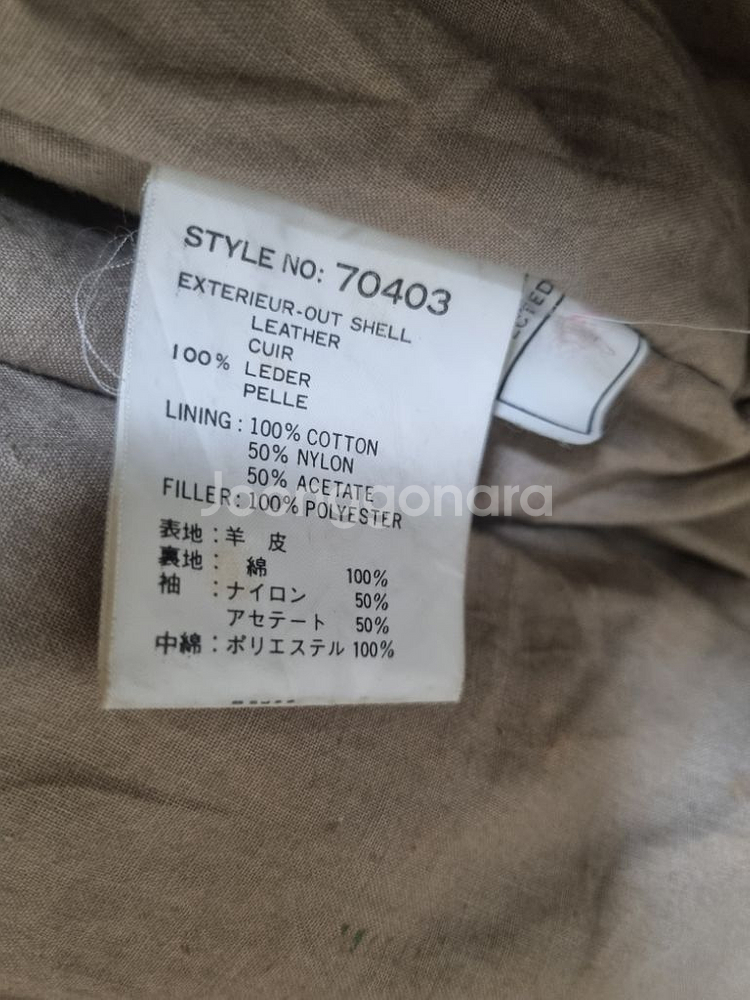 STYLE NO: 70403
EXTERIEUR-OUT SHELL
LEATHER
CUIR
100% LEDER
PELLE
LINING: 100% COTTON
50% NYLON
50% ACETATE
FILLER: 100% POLYESTER
表地:羊 皮
裏地: 綿 100%
袖 :ナイロン 50%
アセテート 50%
中綿:ポリエステル 100%
Joonggonara